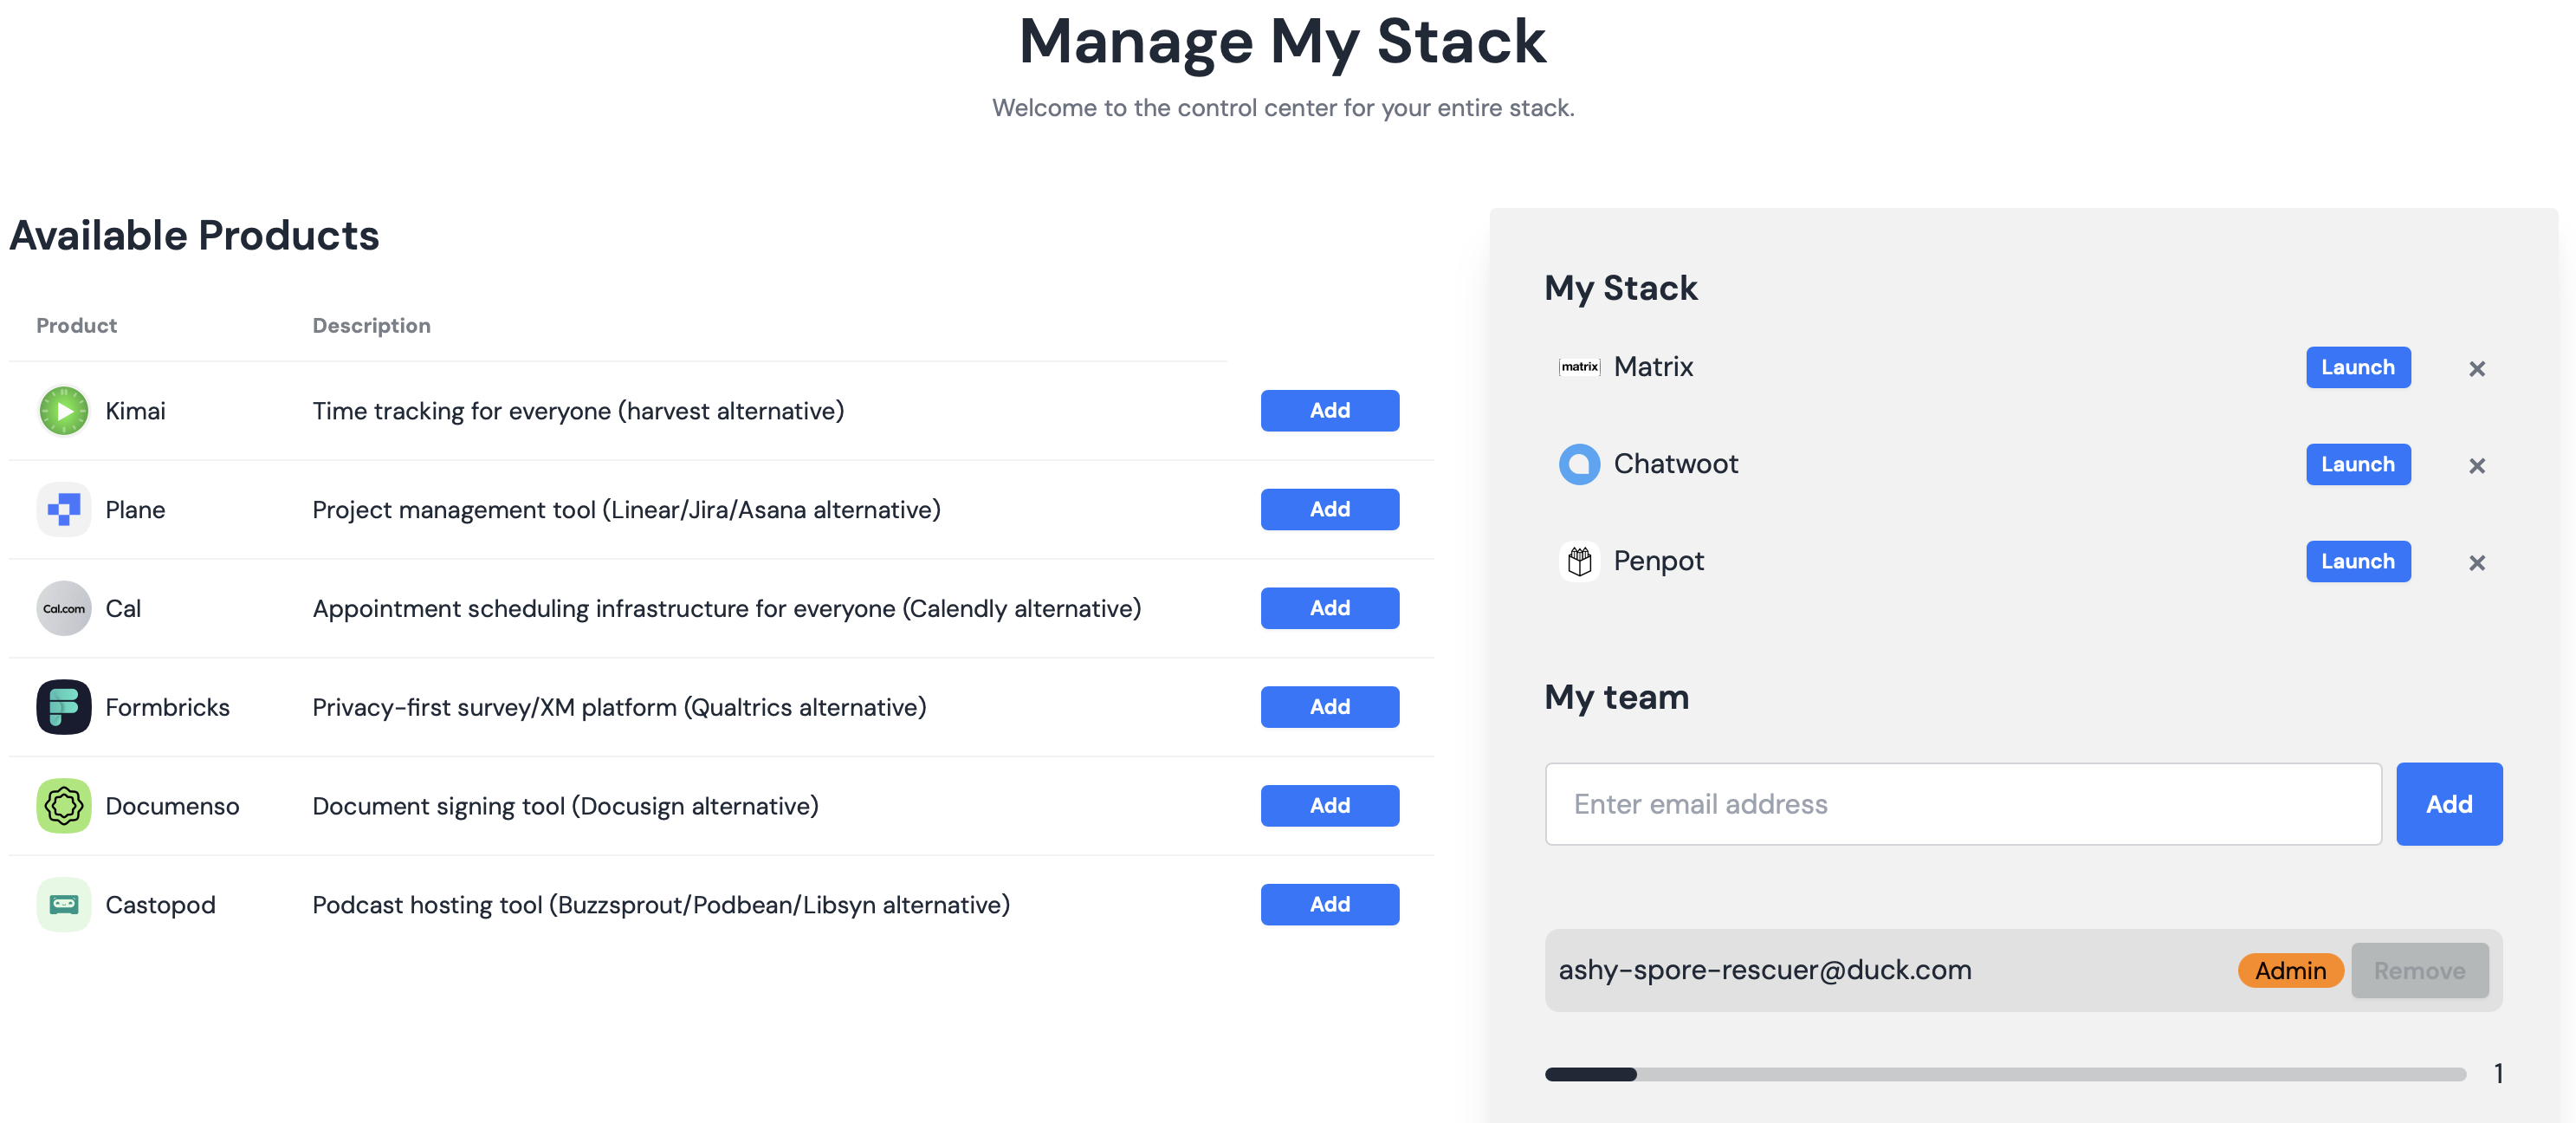 Manage My Stack
Welcome to the control center for your entire stack.
Available Products
Product Description
Kimai Time tracking for everyone (harvest alternative) Add
Plane Project management tool (Linear/Jira/Asana alternative) Add
Cal.com Cal Appointment scheduling infrastructure for everyone (Calendly alternative) Add
Formbricks Privacy-first survey/XM platform (Qualtrics alternative) Add
Documenso Document signing tool (Docusign alternative) Add
Castopod Podcast hosting tool (Buzzsprout/Podbean/Libsyn alternative) Add
My Stack
matrix Matrix Launch ×
Chatwoot Launch ×
Penpot Launch ×
My team
Enter email address Add
ashy-spore-rescuer@duck.com Admin Remove
1